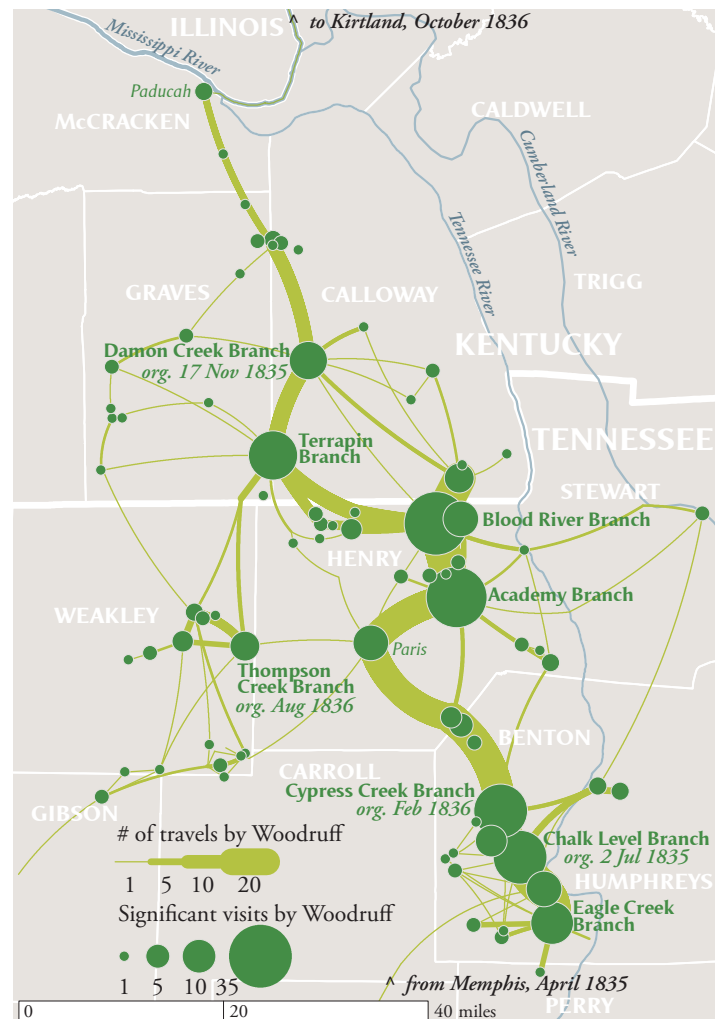 ILLINOIS
^ to Kirtland, October 1836
Mississippi River
Paducah
McCRACKEN
CALDWELL
Cumberland River
Tennessee River
TRIGG
GRAVES
CALLOWAY
KENTUCKY
Damon Creek Branch
org. 17 Nov 1835
TENNESSEE
Terrapin
Branch
STEWART
Blood River Branch
HENRY
Academy Branch
WEAKLEY
Paris
Thompson
Creek Branch
org. Aug 1836
BENTON
CARROLL
Cypress Creek Branch
org. Feb 1836
GIBSON
# of travels by Woodruff
1 5 10 20
Chalk Level Branch
org. 2 Jul 1835
HUMPHREYS
Significant visits by Woodruff
1 5 10 35
Eagle Creek
Branch
^ from Memphis, April 1835
PERRY
0 20 40 miles